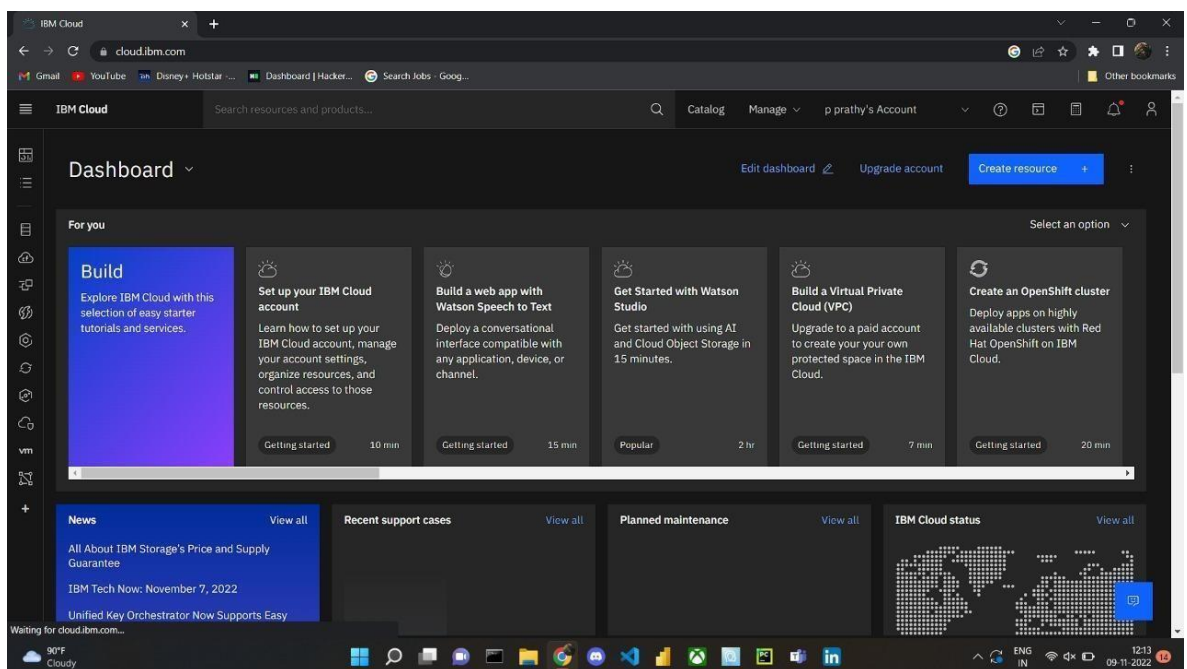 IBM Cloud
cloud.ibm.com
Gmail YouTube Disney+ Hotstar -... Dashboard | Hacker... Search Jobs - Goog... Other bookmarks
IBM Cloud Search resources and products... Catalog Manage p prathy's Account
Dashboard Edit dashboard Upgrade account Create resource +
For you Select an option
Build
Explore IBM Cloud with this
selection of easy starter
tutorials and services.
Set up your IBM Cloud
account
Learn how to set up your
IBM Cloud account, manage
your account settings,
organize resources, and
control access to those
resources.
Getting started 10 min
Build a web app with
Watson Speech to Text
Deploy a conversational
interface compatible with
any application, device, or
channel.
Getting started 15 min
Get Started with Watson
Studio
Get started with using AI
and Cloud Object Storage in
15 minutes.
Popular 2 hr
Build a Virtual Private
Cloud (VPC)
Upgrade to a paid account
to create your your own
protected space in the IBM
Cloud.
Getting started 7 min
Create an OpenShift cluster
Deploy apps on highly
available clusters with Red
Hat OpenShift on IBM
Cloud.
Getting started 20 min
vm
News View all
All About IBM Storage's Price and Supply
Guarantee
IBM Tech Now: November 7, 2022
Unified Key Orchestrator Now Supports Easy
Recent support cases View all
Planned maintenance View all
IBM Cloud status View all
Waiting for cloud.ibm.com...
90°F
Cloudy
ENG
IN
12:13
09-11-2022
14